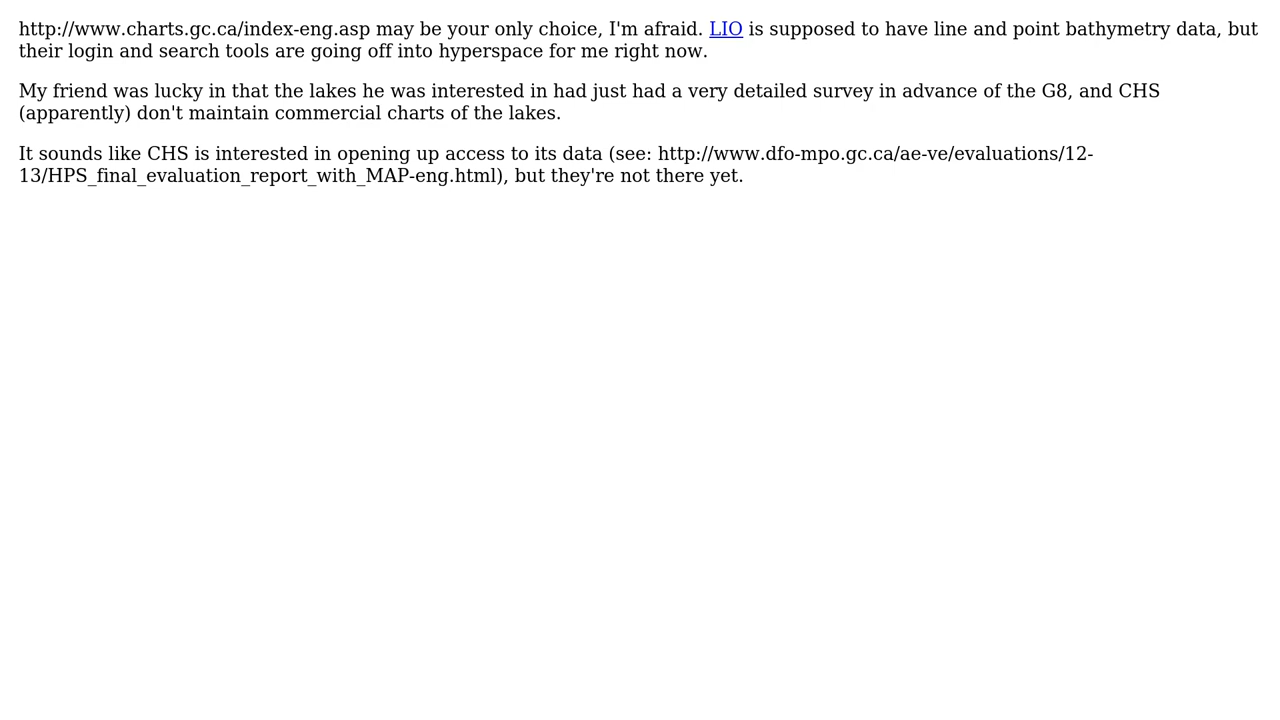 http://www.charts.gc.ca/index-eng.asp may be your only choice, I'm afraid. LIO is supposed to have line and point bathymetry data, but
their login and search tools are going off into hyperspace for me right now.
My friend was lucky in that the lakes he was interested in had just had a very detailed survey in advance of the G8, and CHS
(apparently) don't maintain commercial charts of the lakes.
It sounds like CHS is interested in opening up access to its data (see: http://www.dfo-mpo.gc.ca/ae-ve/evaluations/12-
13/HPS_final_evaluation_report_with_MAP-eng.html), but they're not there yet.